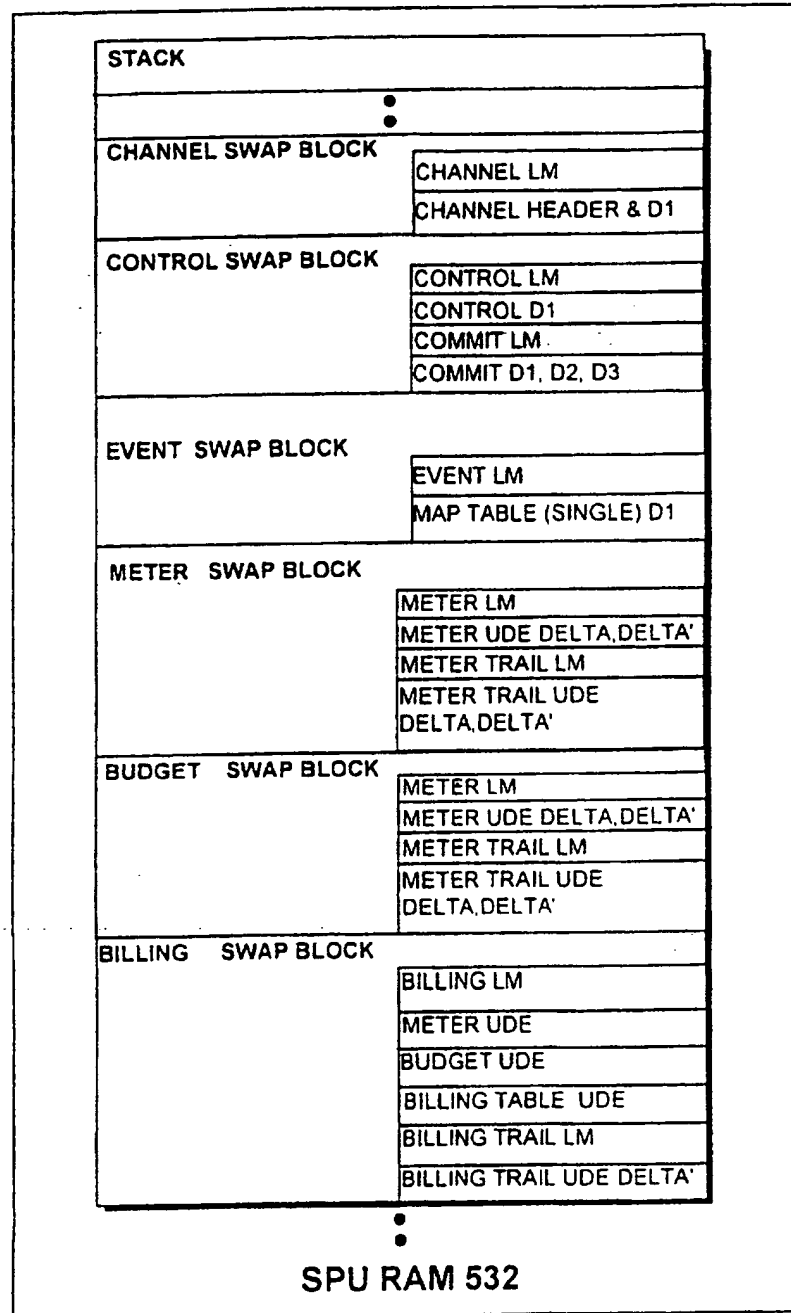 STACK
CHANNEL SWAP BLOCK
CHANNEL LM
CHANNEL HEADER & D1
CONTROL SWAP BLOCK
CONTROL LM
CONTROL D1
COMMIT LM
COMMIT D1, D2, D3
EVENT SWAP BLOCK
EVENT LM
MAP TABLE (SINGLE) D1
METER SWAP BLOCK
METER LM
METER UDE DELTA,DELTA'
METER TRAIL LM
METER TRAIL UDE
DELTA,DELTA'
BUDGET SWAP BLOCK
METER LM
METER UDE DELTA,DELTA'
METER TRAIL LM
METER TRAIL UDE
DELTA,DELTA'
BILLING SWAP BLOCK
BILLING LM
METER UDE
BUDGET UDE
BILLING TABLE UDE
BILLING TRAIL LM
BILLING TRAIL UDE DELTA'
SPU RAM 532